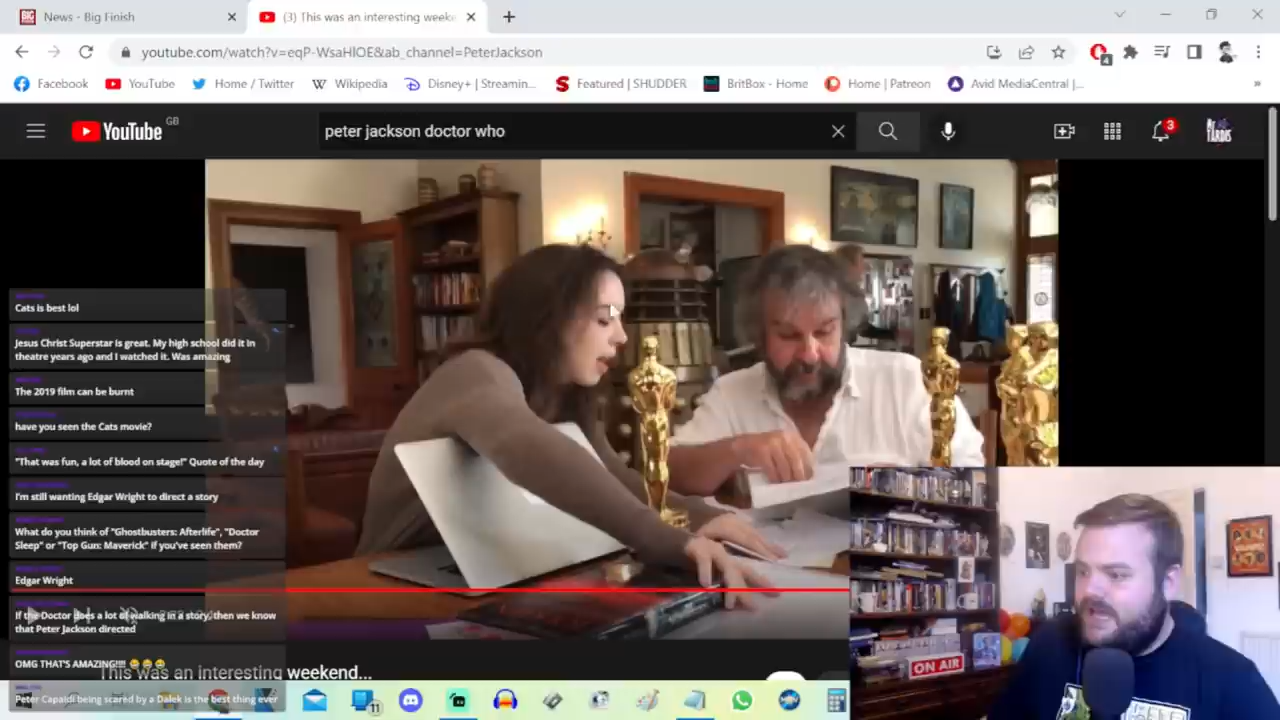 News - Big Finish
(3) This was an interesting weeke
youtube.com/watch?v=eqP-WsaHlOE&ab_channel=PeterJackson
4
Facebook
YouTube
Home / Twitter
Wikipedia
Disney+ | Streamin...
Featured | SHUDDER
BritBox - Home
Home | Patreon
Avid MediaCentral |...
YouTube GB
peter jackson doctor who
3
MY TARDIS
Cats is best lol
Jesus Christ Superstar is great. My high school did it in
theatre years ago and I watched it. Was amazing
The 2019 film can be burnt
have you seen the Cats movie?
"That was fun, a lot of blood on stage!" Quote of the day
I'm still wanting Edgar Wright to direct a story
What do you think of "Ghostbusters: Afterlife", "Doctor
Sleep" or "Top Gun: Maverick" if you've seen them?
Edgar Wright
If the Doctor does a lot of walking in a story, then we know
that Peter Jackson directed
OMG THAT'S AMAZING!!!! 😄😄😄
This was an interesting weekend...
Peter Capaldi being scared by a Dalek is the best thing ever
11
ON AIR